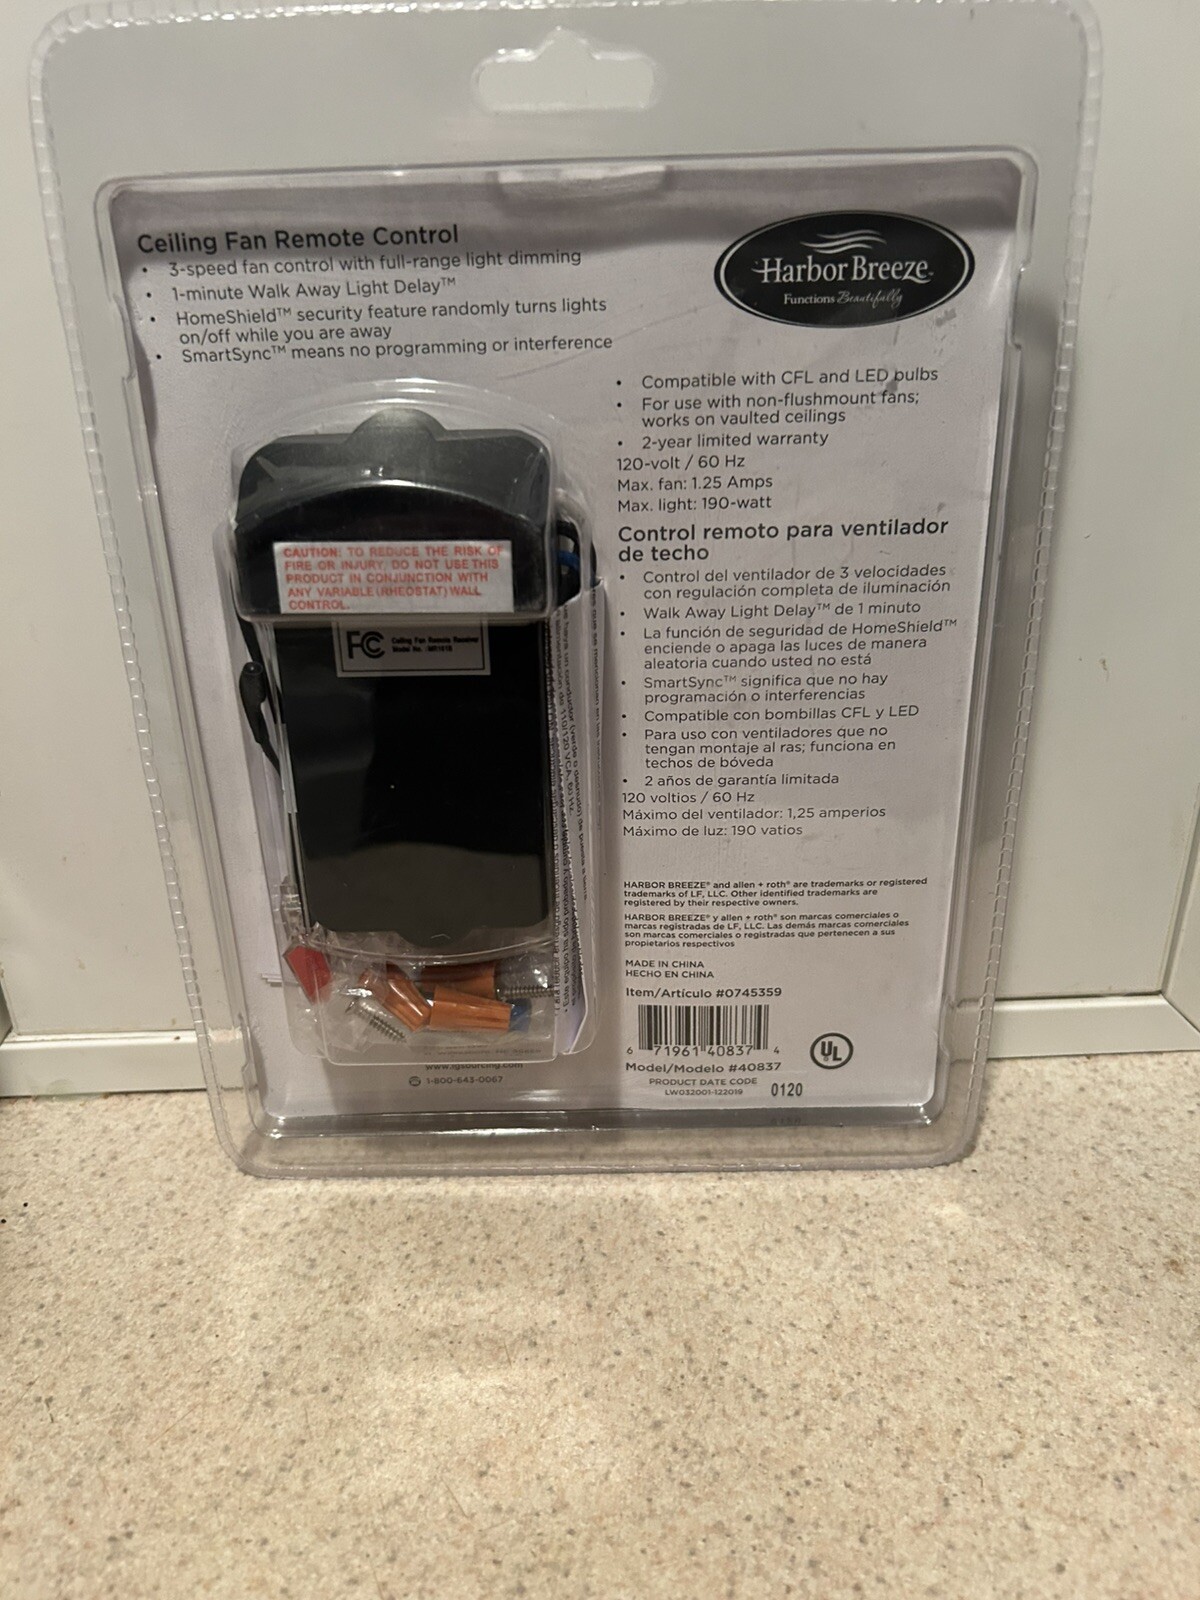 Ceiling Fan Remote Control
• 3-speed fan control with full-range light dimming
• 1-minute Walk Away Light Delay™
• HomeShield™ security feature randomly turns lights
on/off while you are away
• SmartSync™ means no programming or interference
Harbor Breeze
Functions Beautifully
• Compatible with CFL and LED bulbs
• For use with non-flushmount fans;
works on vaulted ceilings
• 2-year limited warranty
120-volt / 60 Hz
Max. fan: 1.25 Amps
Max. light: 190-watt
Control remoto para ventilador
de techo
• Control del ventilador de 3 velocidades
con regulación completa de iluminación
• Walk Away Light Delay™ de 1 minuto
• La función de seguridad de HomeShield™
enciende o apaga las luces de manera
aleatoria cuando usted no está
• SmartSync™ significa que no hay
programación o interferencias
• Compatible con bombillas CFL y LED
• Para uso con ventiladores que no
tengan montaje al ras; funciona en
techos de bóveda
• 2 años de garantía limitada
120 voltios / 60 Hz
Máximo del ventilador: 1,25 amperios
Máximo de luz: 190 vatios
HARBOR BREEZE® and allen + roth® are trademarks or registered
trademarks of LF, LLC. Other identified trademarks are
registered by their respective owners.
HARBOR BREEZE® y allen + roth® son marcas comerciales o
marcas registradas de LF, LLC. Las demás marcas comerciales
son marcas comerciales o registradas que pertenecen a sus
propietarios respectivos
MADE IN CHINA
HECHO EN CHINA
Item/Artículo #0745359
6 71961 40837 4
UL
Model/Modelo #40837
PRODUCT DATE CODE
LW032001-122019
0120
CAUTION: TO REDUCE THE RISK OF
FIRE OR INJURY, DO NOT USE THIS
PRODUCT IN CONJUNCTION WITH
ANY VARIABLE (RHEOSTAT) WALL
CONTROL.
FC
Ceiling Fan Remote Receiver
Model No.:
www.lgsourcing.com
1-800-643-0067